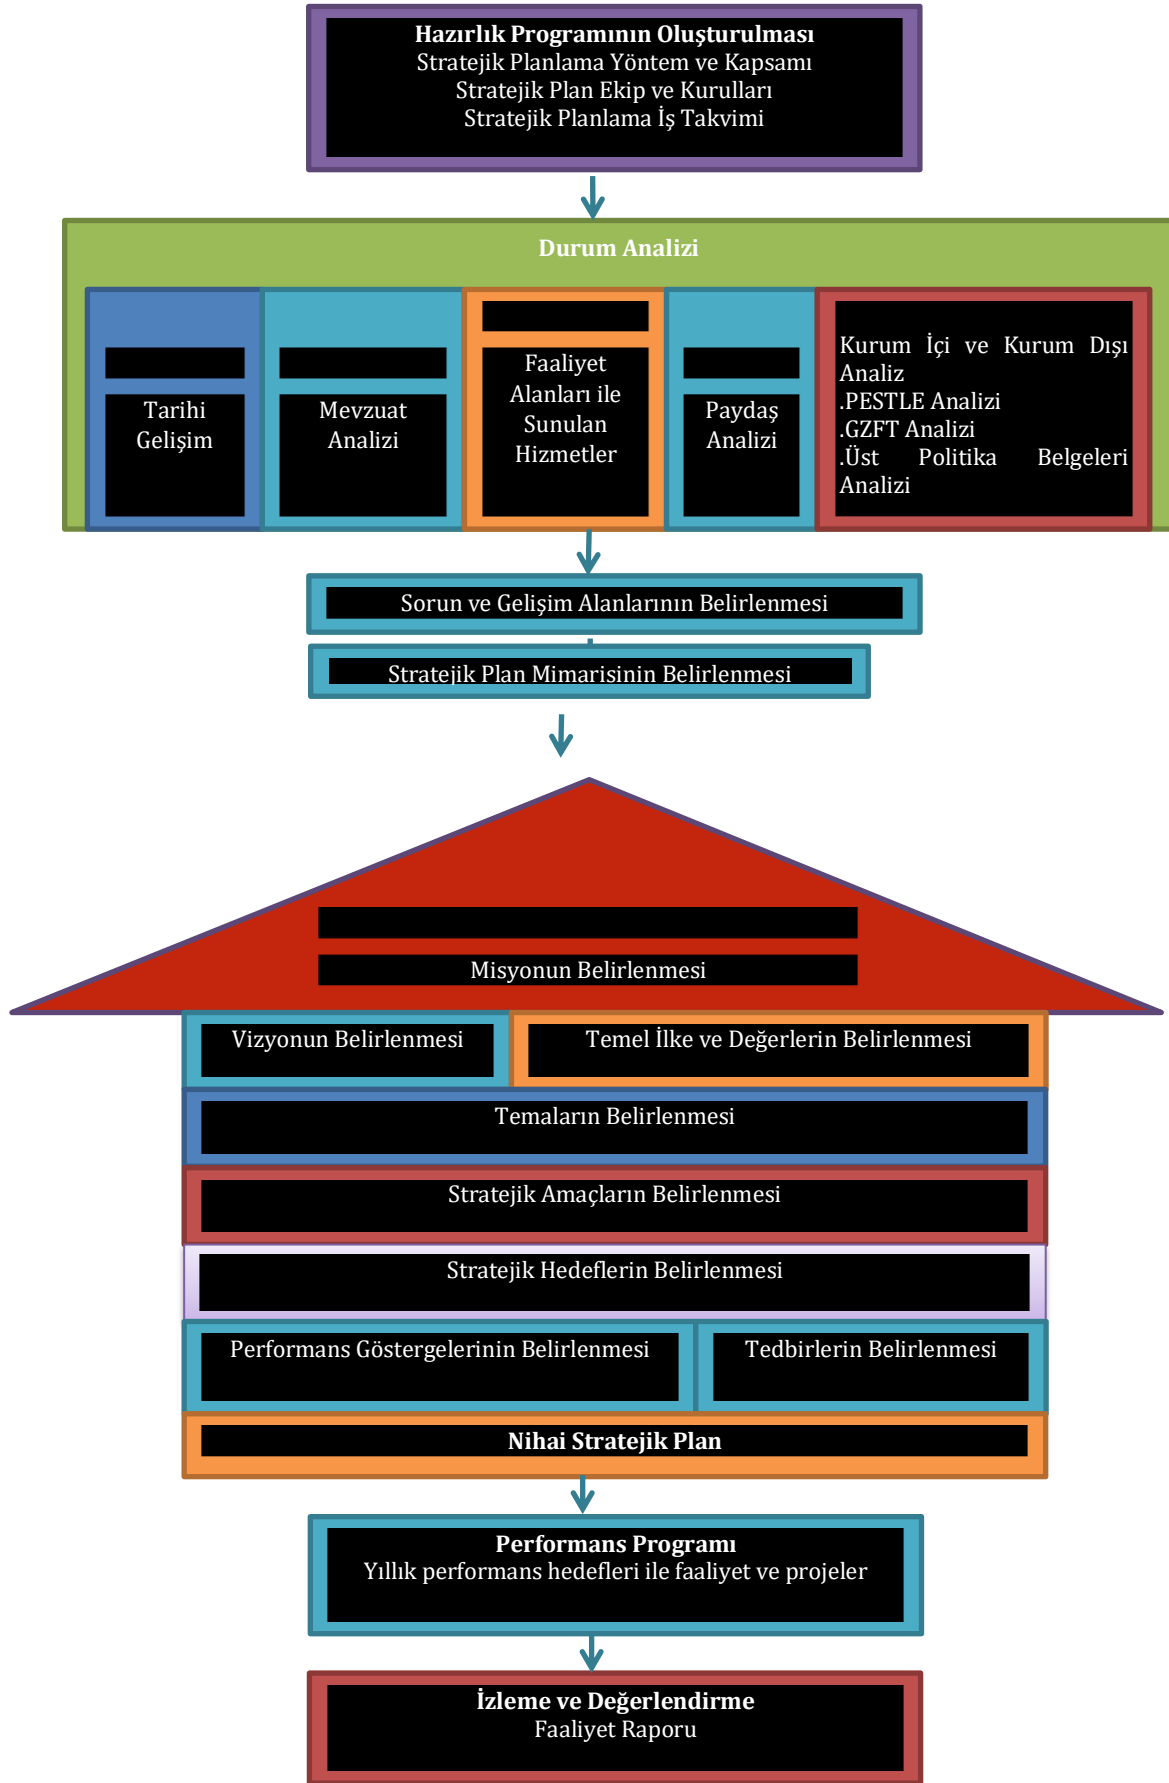 Hazırlık Programının Oluşturulması
Stratejik Planlama Yöntem ve Kapsamı
Stratejik Plan Ekip ve Kurulları
Stratejik Planlama İş Takvimi
Durum Analizi
Tarihi
Gelişim
Mevzuat
Analizi
Faaliyet
Alanları ile
Sunulan
Hizmetler
Paydaş
Analizi
Kurum İçi ve Kurum Dışı
Analiz
.PESTLE Analizi
.GZFT Analizi
.Üst Politika Belgeleri
Analizi
Sorun ve Gelişim Alanlarının Belirlenmesi
Stratejik Plan Mimarisinin Belirlenmesi
Misyonun Belirlenmesi
Vizyonun Belirlenmesi
Temel İlke ve Değerlerin Belirlenmesi
Temaların Belirlenmesi
Stratejik Amaçların Belirlenmesi
Stratejik Hedeflerin Belirlenmesi
Performans Göstergelerinin Belirlenmesi
Tedbirlerin Belirlenmesi
Nihai Stratejik Plan
Performans Programı
Yıllık performans hedefleri ile faaliyet ve projeler
İzleme ve Değerlendirme
Faaliyet Raporu